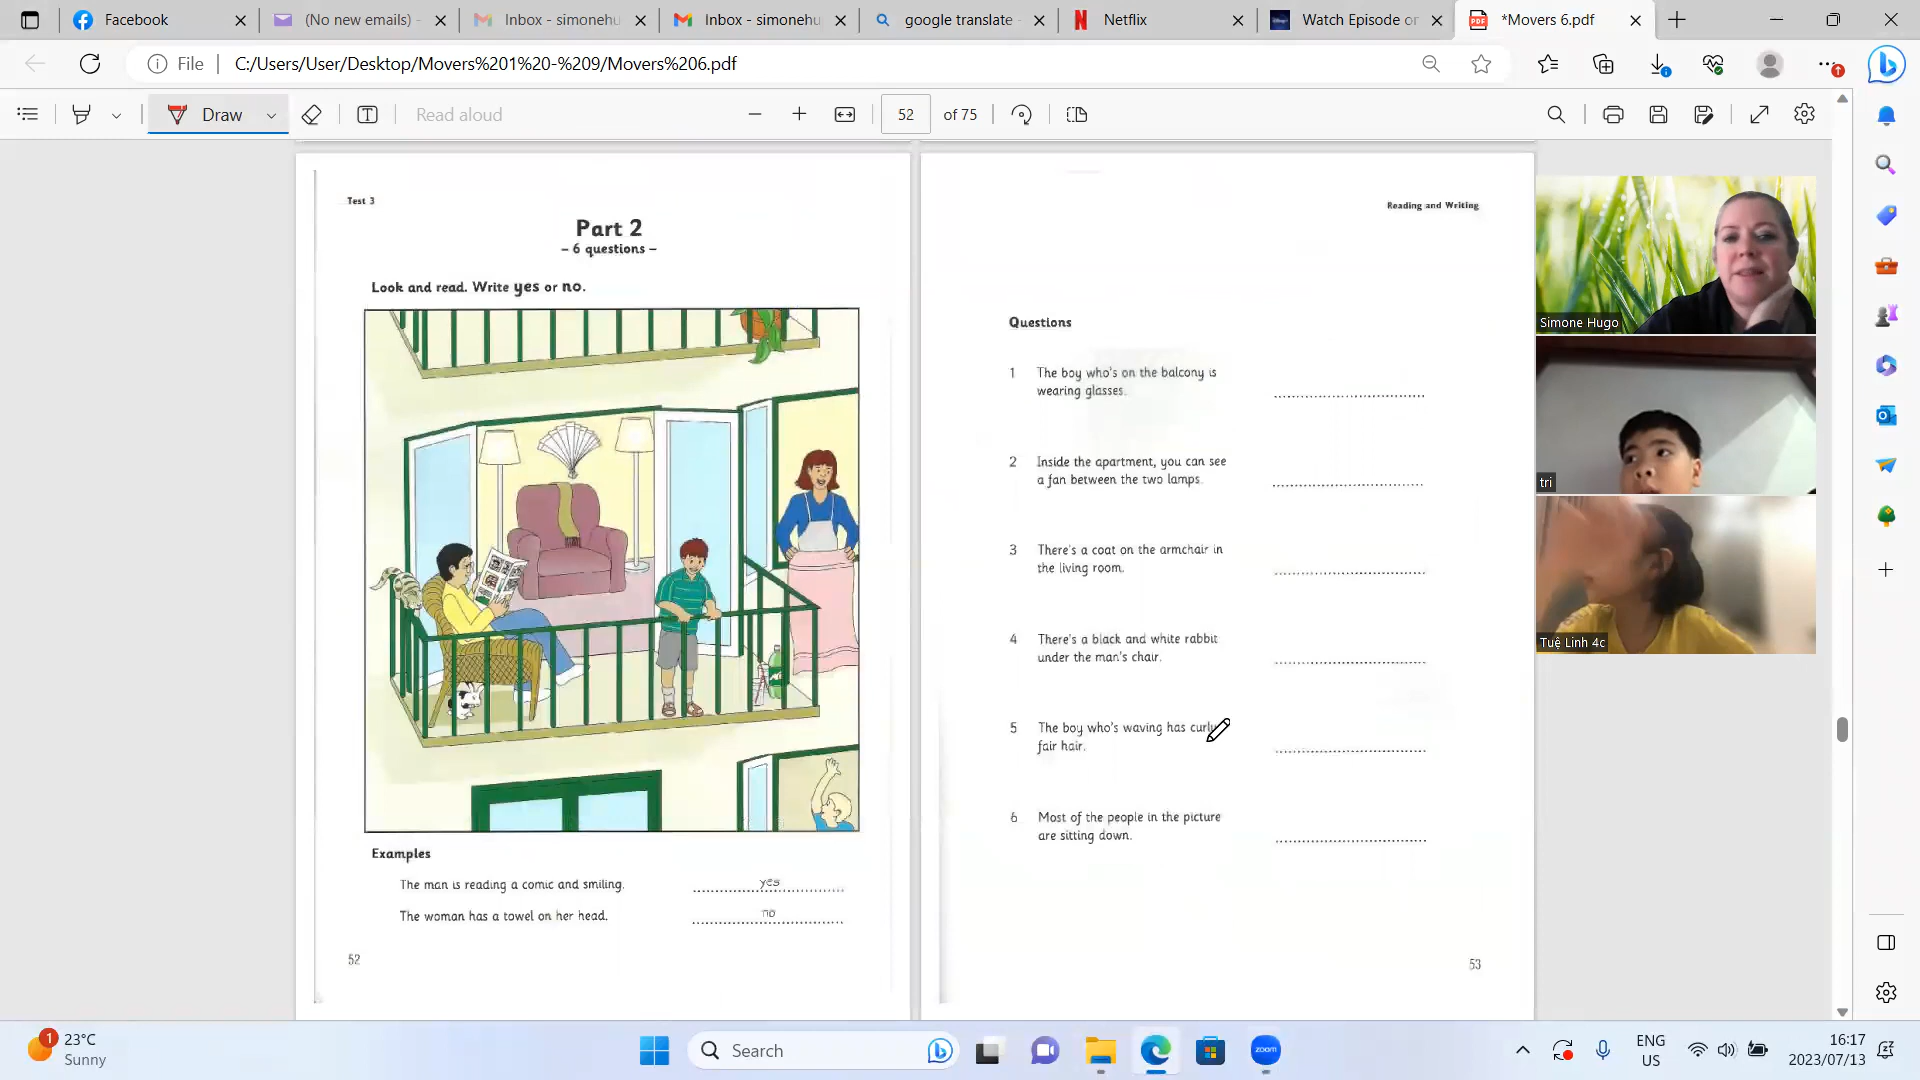 Facebook
(No new emails) -
Inbox - simonehu
Inbox - simonehu
google translate -
Netflix
Watch Episode on
*Movers 6.pdf
File
C:/Users/User/Desktop/Movers%201%20-%209/Movers%206.pdf
Draw
Read aloud
52
of 75
Test 3
Part 2
– 6 questions –
Look and read. Write yes or no.
Examples
The man is reading a comic and smiling.
yes
The woman has a towel on her head.
no
52
Reading and Writing
Questions
1 The boy who's on the balcony is
wearing glasses.
2 Inside the apartment, you can see
a fan between the two lamps.
3 There's a coat on the armchair in
the living room.
4 There's a black and white rabbit
under the man's chair.
5 The boy who's waving has curly
fair hair.
6 Most of the people in the picture
are sitting down.
53
Simone Hugo
tri
Tuệ Linh 4c
1
23°C
Sunny
Search
zoom
ENG
US
16:17
2023/07/13